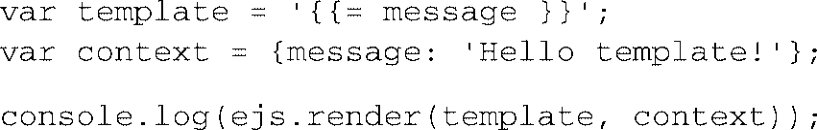 var template = '{{= message }}';
var context = {message: 'Hello template!'};
console.log(ejs.render(template, context));